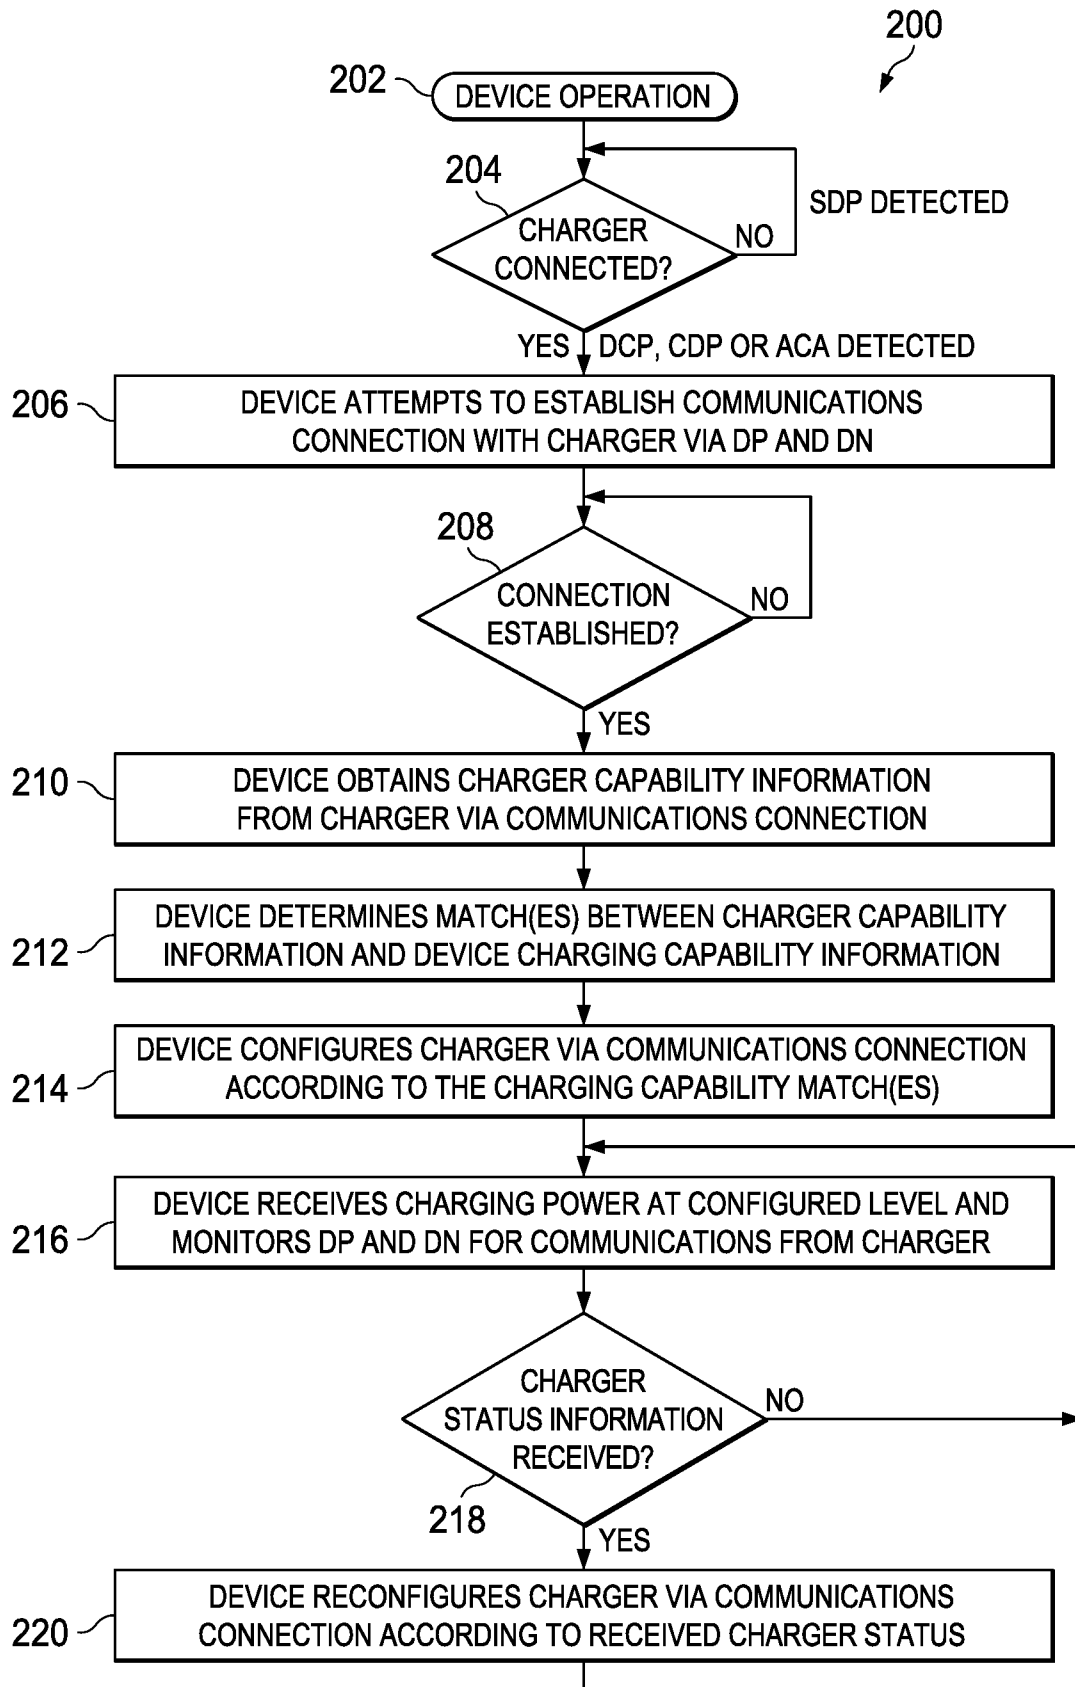 200
202
DEVICE OPERATION
204
SDP DETECTED
CHARGER
CONNECTED?
NO
YES
DCP, CDP OR ACA DETECTED
206
DEVICE ATTEMPTS TO ESTABLISH COMMUNICATIONS
CONNECTION WITH CHARGER VIA DP AND DN
208
CONNECTION
ESTABLISHED?
NO
YES
210
DEVICE OBTAINS CHARGER CAPABILITY INFORMATION
FROM CHARGER VIA COMMUNICATIONS CONNECTION
212
DEVICE DETERMINES MATCH(ES) BETWEEN CHARGER CAPABILITY
INFORMATION AND DEVICE CHARGING CAPABILITY INFORMATION
214
DEVICE CONFIGURES CHARGER VIA COMMUNICATIONS CONNECTION
ACCORDING TO THE CHARGING CAPABILITY MATCH(ES)
216
DEVICE RECEIVES CHARGING POWER AT CONFIGURED LEVEL AND
MONITORS DP AND DN FOR COMMUNICATIONS FROM CHARGER
CHARGER
STATUS INFORMATION
RECEIVED?
NO
218
YES
220
DEVICE RECONFIGURES CHARGER VIA COMMUNICATIONS
CONNECTION ACCORDING TO RECEIVED CHARGER STATUS